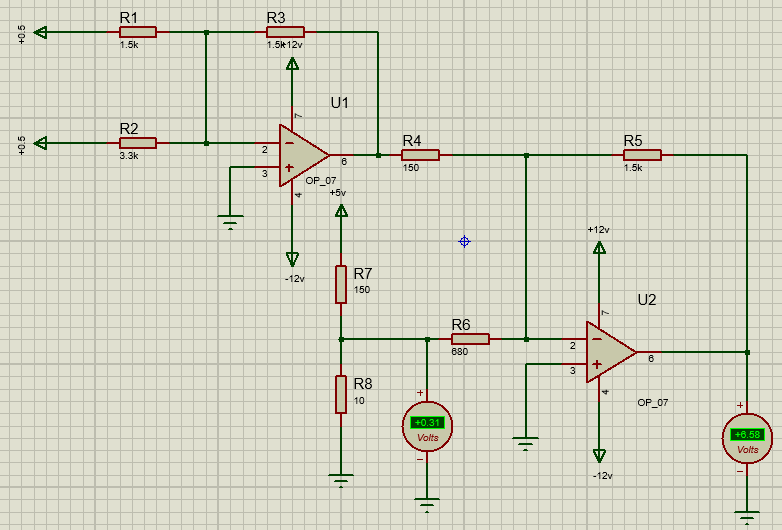 R1
R3
+0.5
1.5k
1.5k
+12v
U1
7
R2
R4
R5
+0.5
2
6
3.3k
3
150
1.5k
OP_07
4
+5v
+12v
-12v
R7
150
U2
7
R6
2
680
6
3
R8
10
4
OP_07
+0.31
Volts
+6.58
Volts
-12v